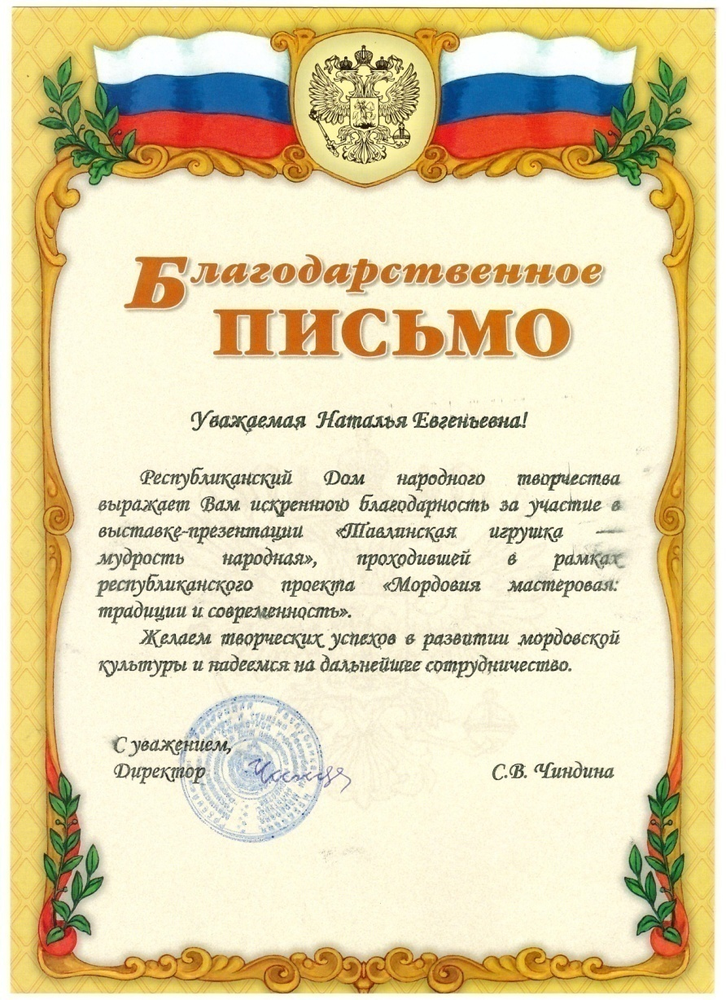 Благодарственное
ПИСЬМО
Уважаемая Наталья Евгеньевна!
Республиканский Дом народного творчества
выражает Вам искреннюю благодарность за участие в
выставке-презентации «Тавлинская игрушка —
мудрость народная», проходившей в рамках
республиканского проекта «Мордовия мастеровая:
традиции и современность».
Желаем творческих успехов в развитии мордовской
культуры и надеемся на дальнейшее сотрудничество.
С уважением,
Директор С.В. Чиндина